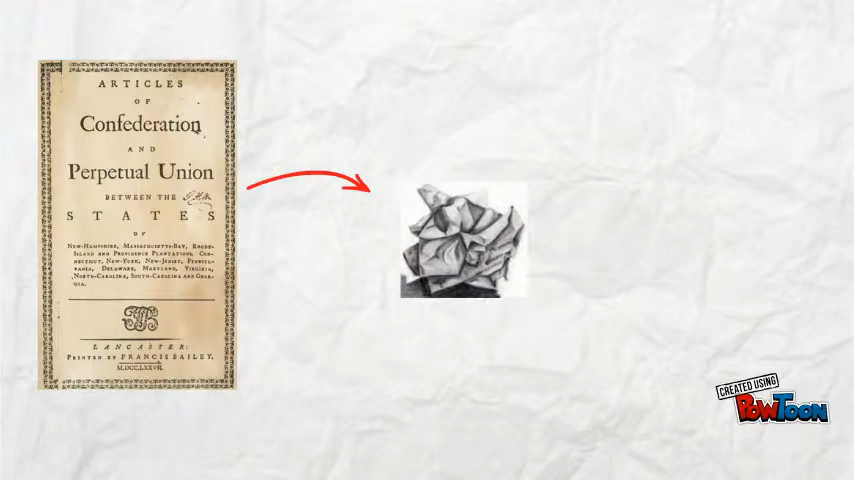 ARTICLES
OF
Confederation
AND
Perpetual Union
BETWEEN THE
STATES
OF
NEW-HAMPSHIRE, MASSACHUSETTS-BAY, RHODE-
ISLAND AND PROVIDENCE PLANTATIONS, CON-
NECTICUT, NEW-YORK, NEW-JERSEY, PENNSYL-
VANIA, DELAWARE, MARYLAND, VIRGINIA,
NORTH-CAROLINA, SOUTH-CAROLINA AND GEOR-
GIA.
LANCASTER:
PRINTED BY FRANCIS BAILEY.
M,DCC,LXXVII.
CREATED USING
POWTOON